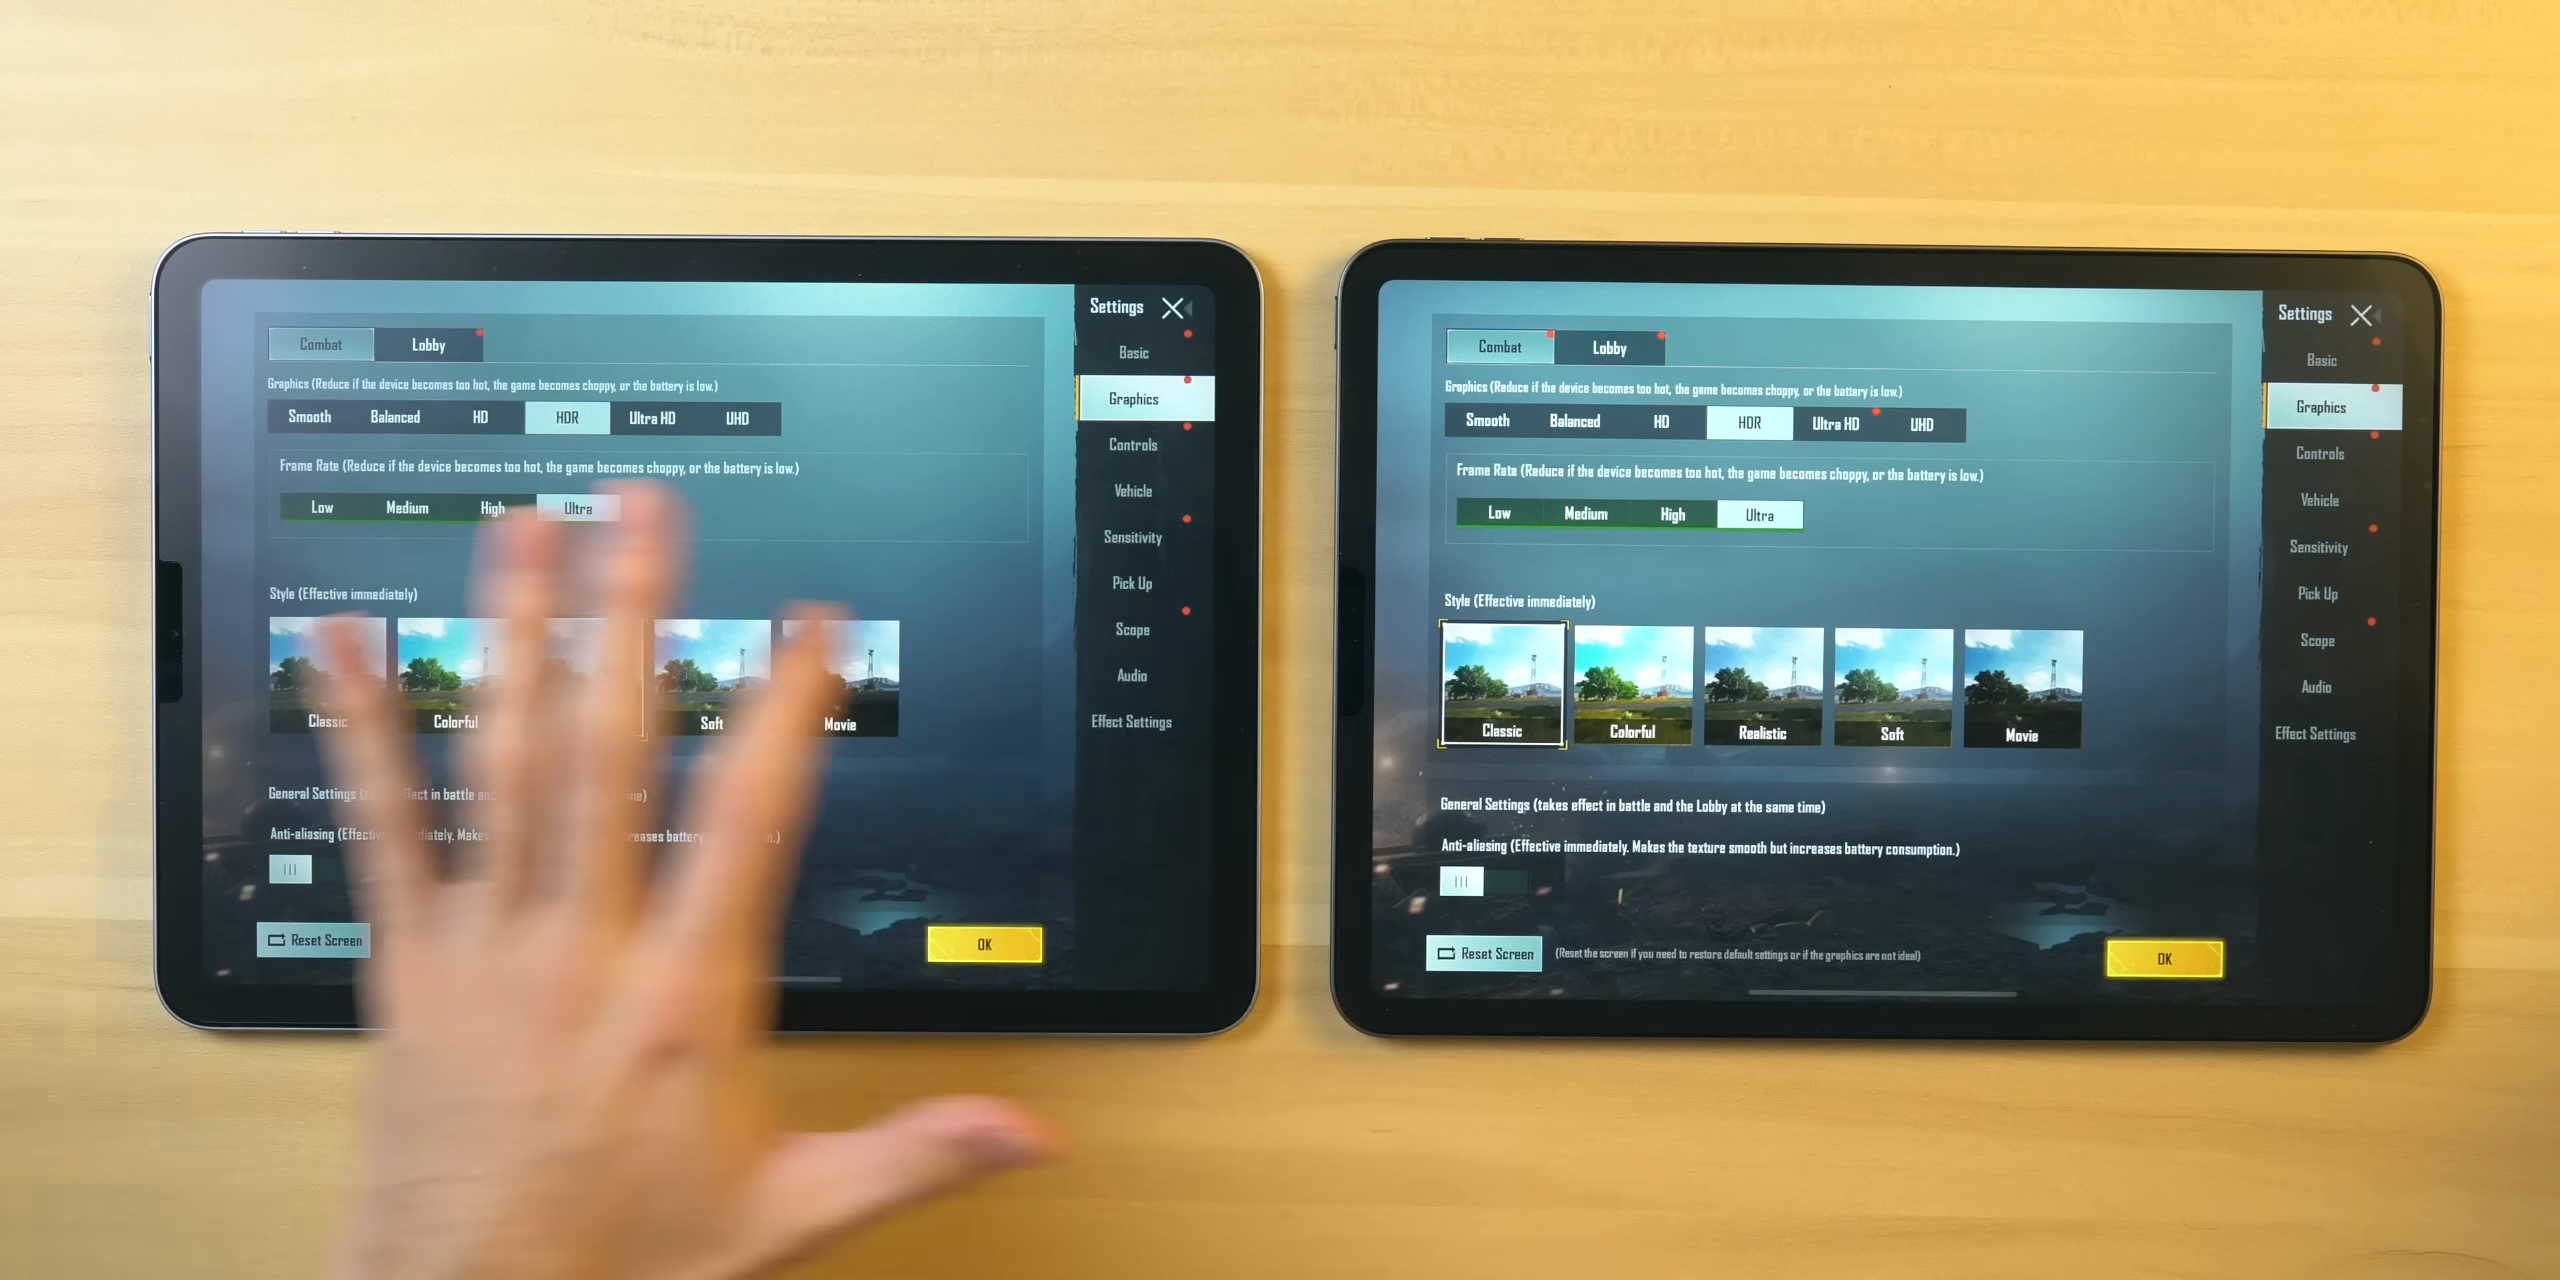 Settings
Combat Lobby
Graphics (Reduce if the device becomes too hot, the game becomes choppy, or the battery is low.)
Smooth Balanced HD HDR Ultra HD UHD
Frame Rate (Reduce if the device becomes too hot, the game becomes choppy, or the battery is low.)
Low Medium High Ultra
Style (Effective immediately)
Classic Colorful Soft Movie
General Settings ( effect in battle
Anti-aliasing (Effective Makes battery
Reset Screen
OK
Basic
Graphics
Controls
Vehicle
Sensitivity
Pick Up
Scope
Audio
Effect Settings
Settings
Combat Lobby
Graphics (Reduce if the device becomes too hot, the game becomes choppy, or the battery is low.)
Smooth Balanced HD HDR Ultra HD UHD
Frame Rate (Reduce if the device becomes too hot, the game becomes choppy, or the battery is low.)
Low Medium High Ultra
Style (Effective immediately)
Classic Colorful Realistic Soft Movie
General Settings (takes effect in battle and the Lobby at the same time)
Anti-aliasing (Effective immediately. Makes the texture smooth but increases battery consumption.)
Reset Screen (Reset the screen if you need to restore default settings or if the graphics are not ideal)
OK
Basic
Graphics
Controls
Vehicle
Sensitivity
Pick Up
Scope
Audio
Effect Settings